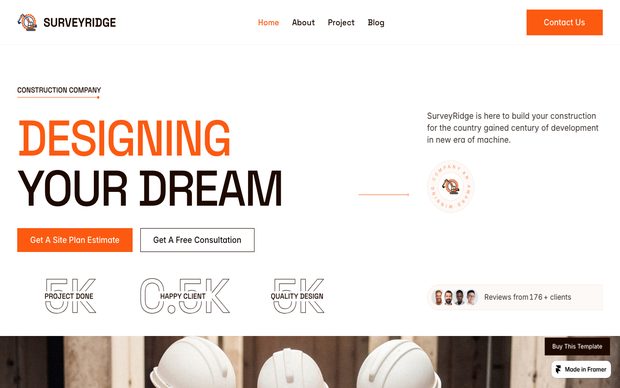 SURVEYRIDGE
Home About Project Blog
Contact Us
CONSTRUCTION COMPANY
DESIGNING
YOUR DREAM
SurveyRidge is here to build your construction
for the country gained century of development
in new era of machine.
Get A Site Plan Estimate
Get A Free Consultation
5K
PROJECT DONE
0.5K
HAPPY CLIENT
5K
QUALITY DESIGN
Reviews from 176 + clients
Buy This Template
Made in Framer